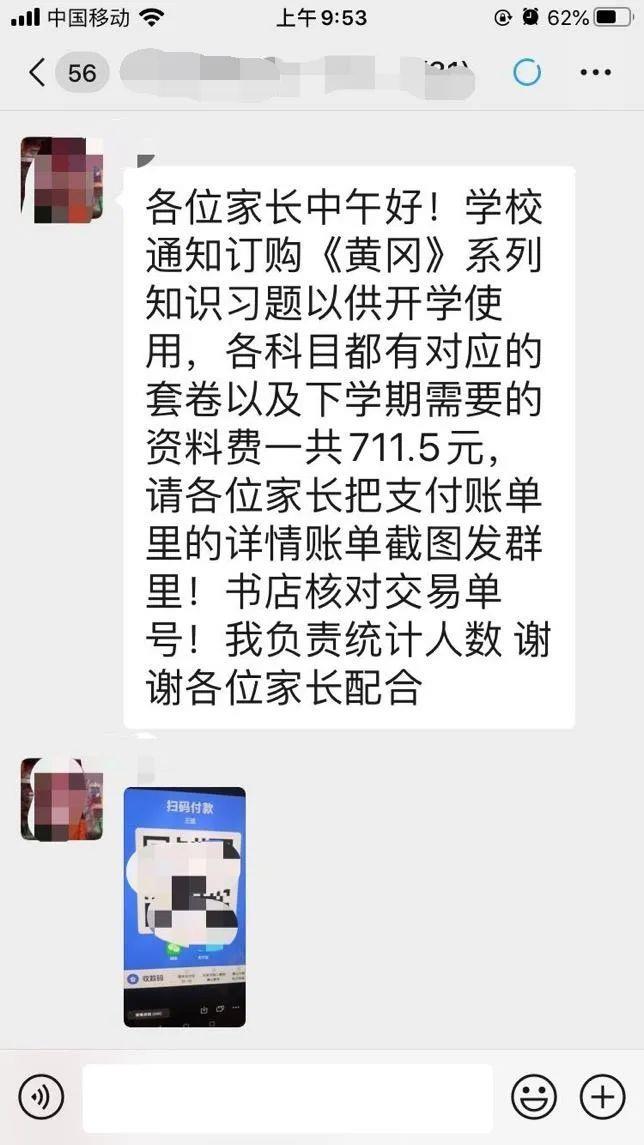 中国移动
上午9:53
62%
56
各位家长中午好！学校
通知订购《黄冈》系列
知识习题以供开学使
用，各科目都有对应的
套卷以及下学期需要的
资料费一共711.5元，
请各位家长把支付账单
里的详情账单截图发群
里！书店核对交易单
号！我负责统计人数 谢
谢各位家长配合
扫码付款
收款码